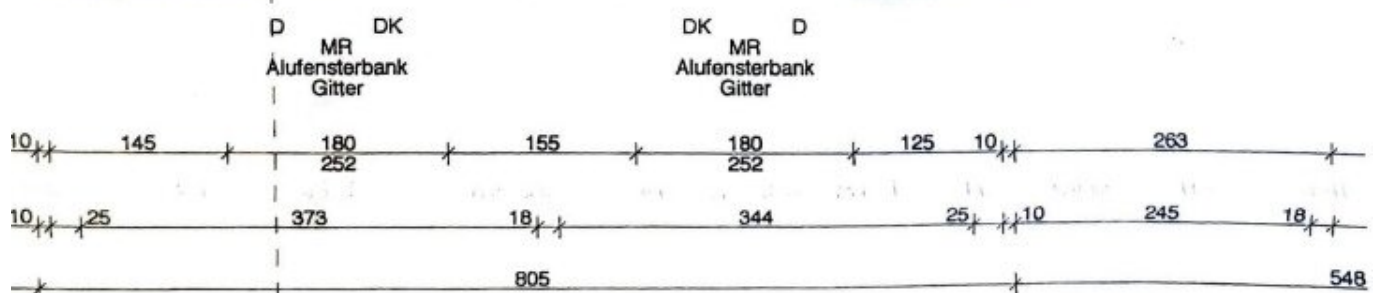 D DK DK D
MR MR
Alufensterbank Alufensterbank
Gitter Gitter
10 145 180 155 180 125 10 263
252 252
10 25 373 18 344 25 10 245 18
805 548